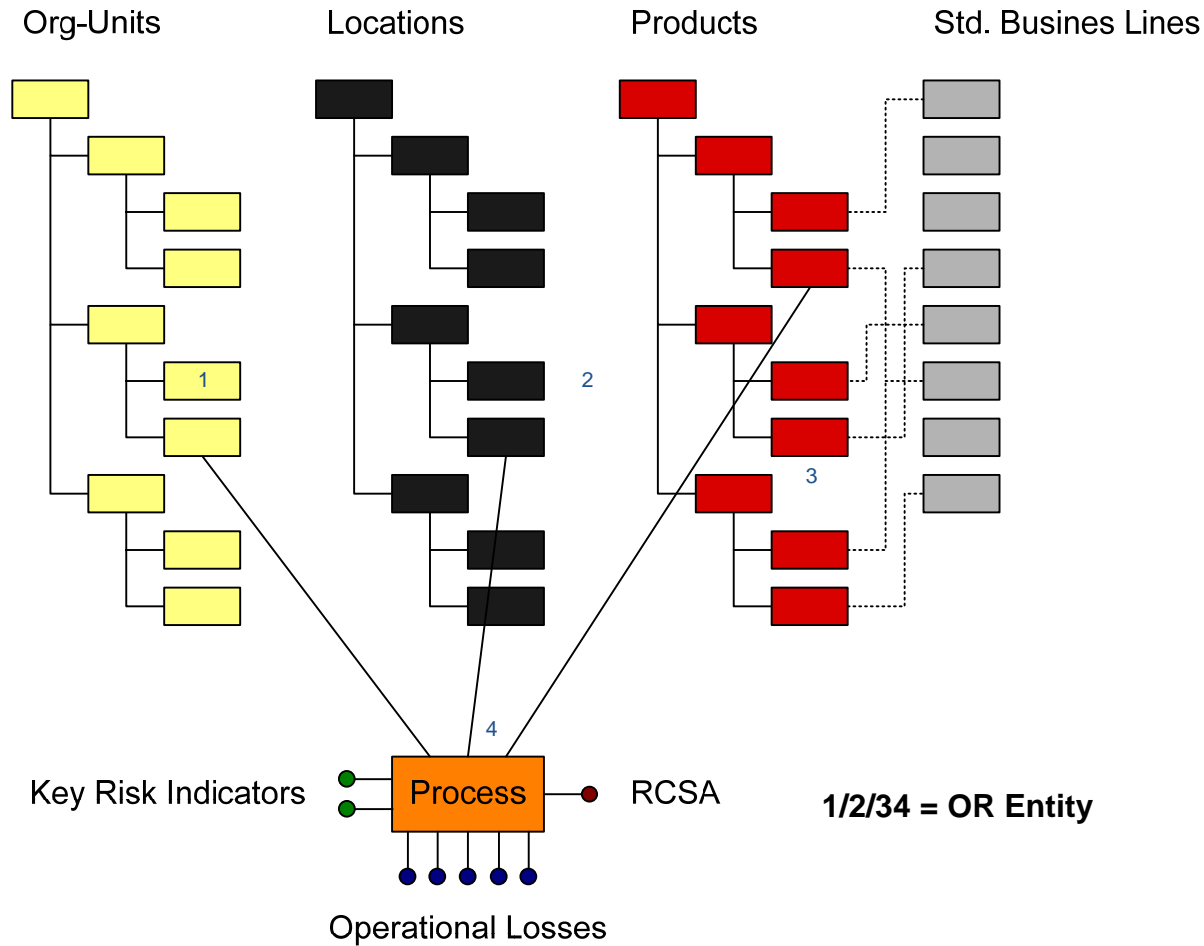 Org-Units
Locations
Products
Std. Busines Lines
1
2
3
4
Key Risk Indicators
Process
RCSA
1/2/34 = OR Entity
Operational Losses